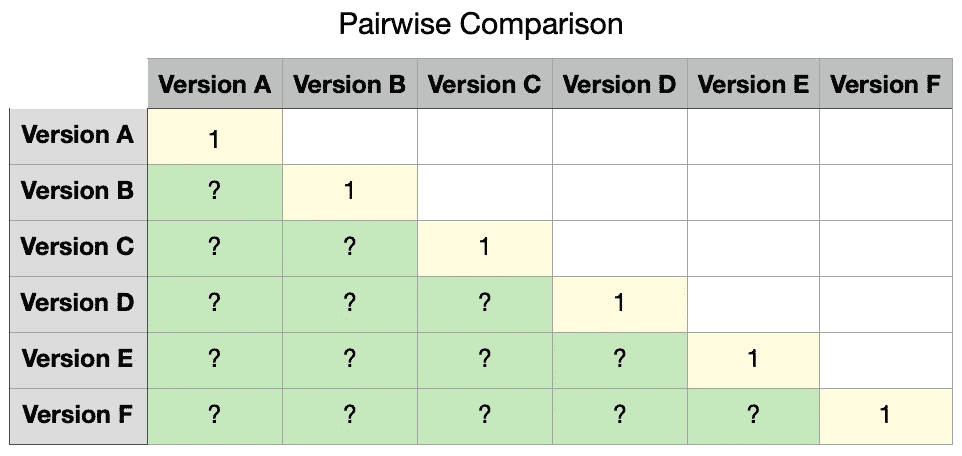 Pairwise Comparison
Version A Version B Version C Version D Version E Version F
Version A 1
Version B ? 1
Version C ? ? 1
Version D ? ? ? 1
Version E ? ? ? ? 1
Version F ? ? ? ? ? 1